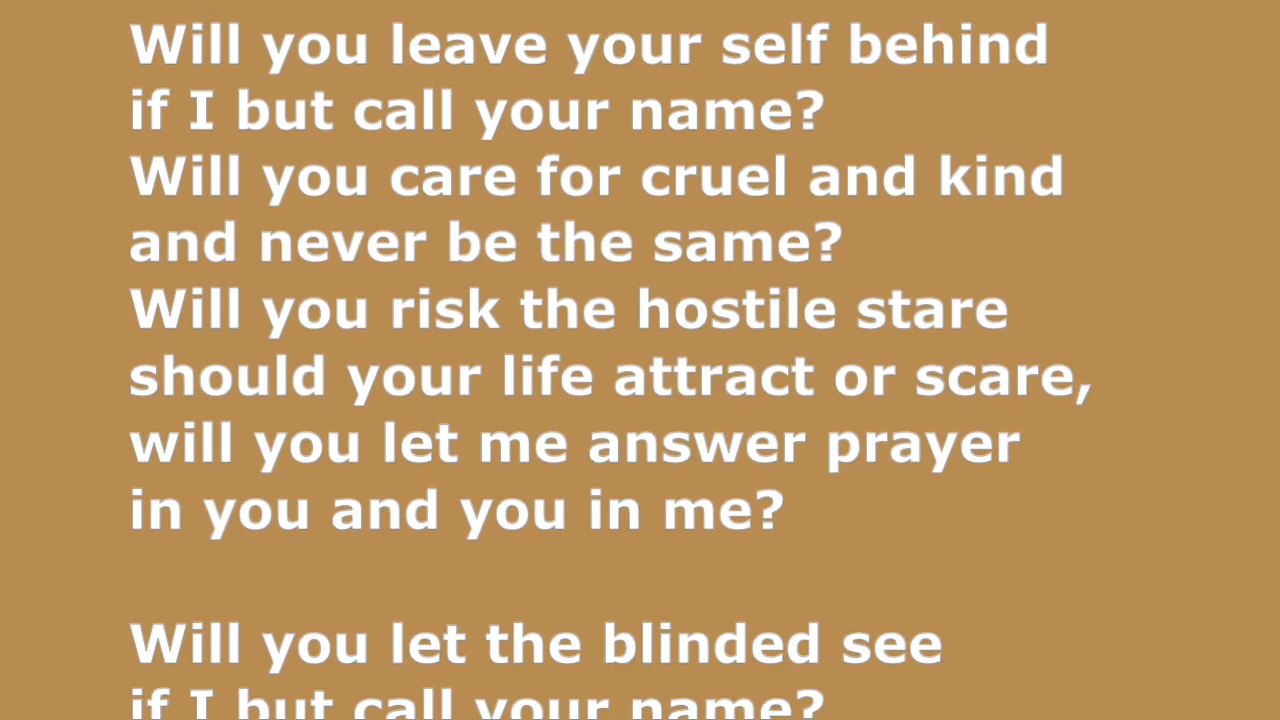 Will you leave your self behind
if I but call your name?
Will you care for cruel and kind
and never be the same?
Will you risk the hostile stare
should your life attract or scare,
will you let me answer prayer
in you and you in me?
Will you let the blinded see
if I but call your name?